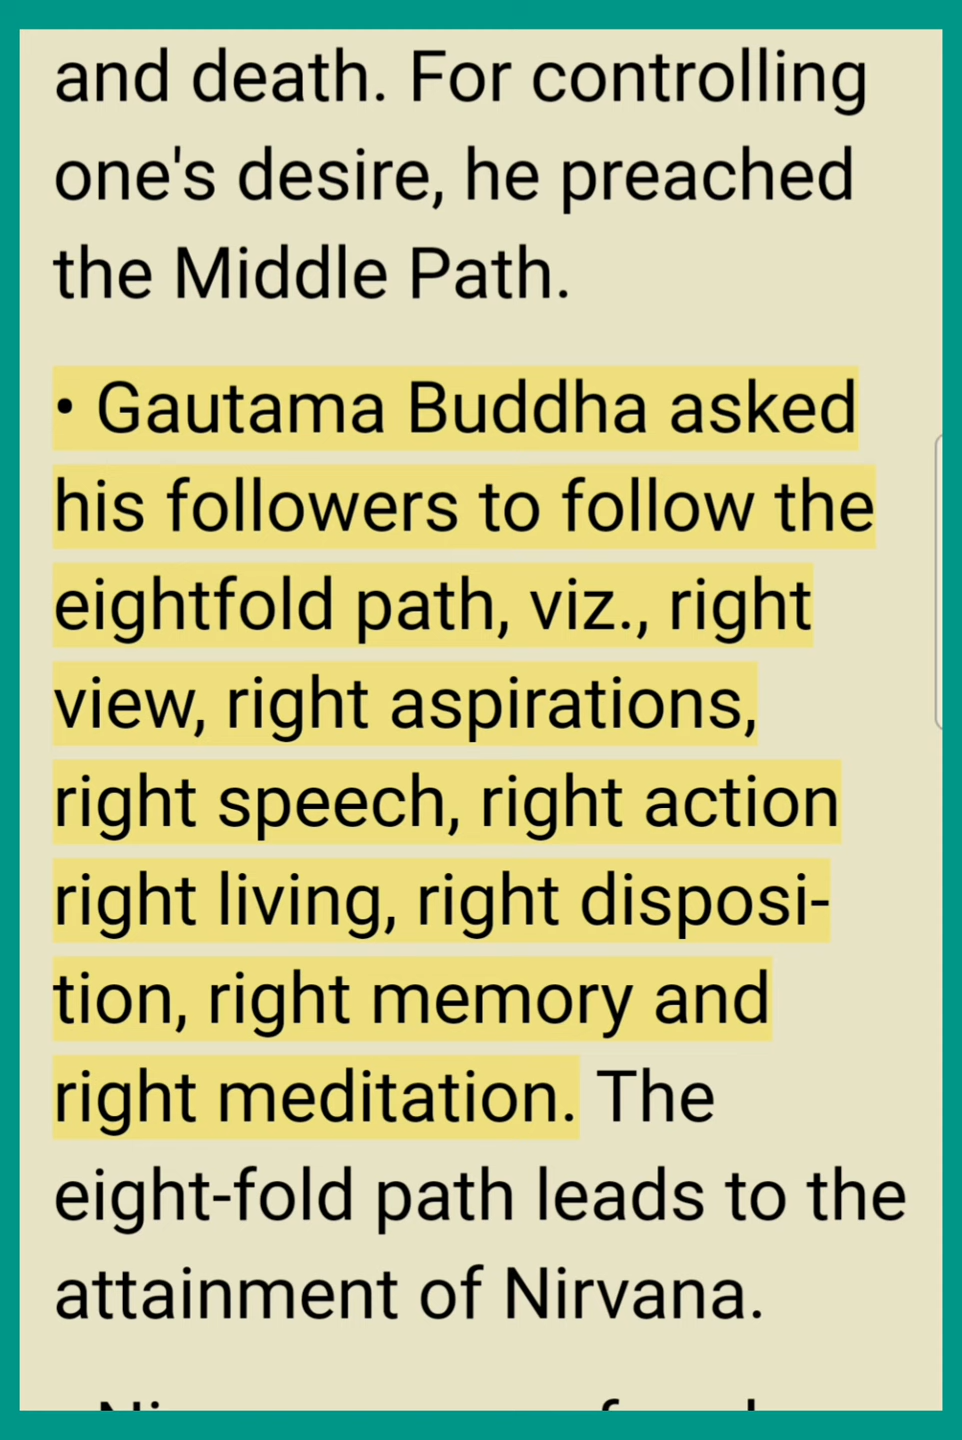 and death. For controlling
one's desire, he preached
the Middle Path.
• Gautama Buddha asked
his followers to follow the
eightfold path, viz., right
view, right aspirations,
right speech, right action
right living, right disposi-
tion, right memory and
right meditation. The
eight-fold path leads to the
attainment of Nirvana.